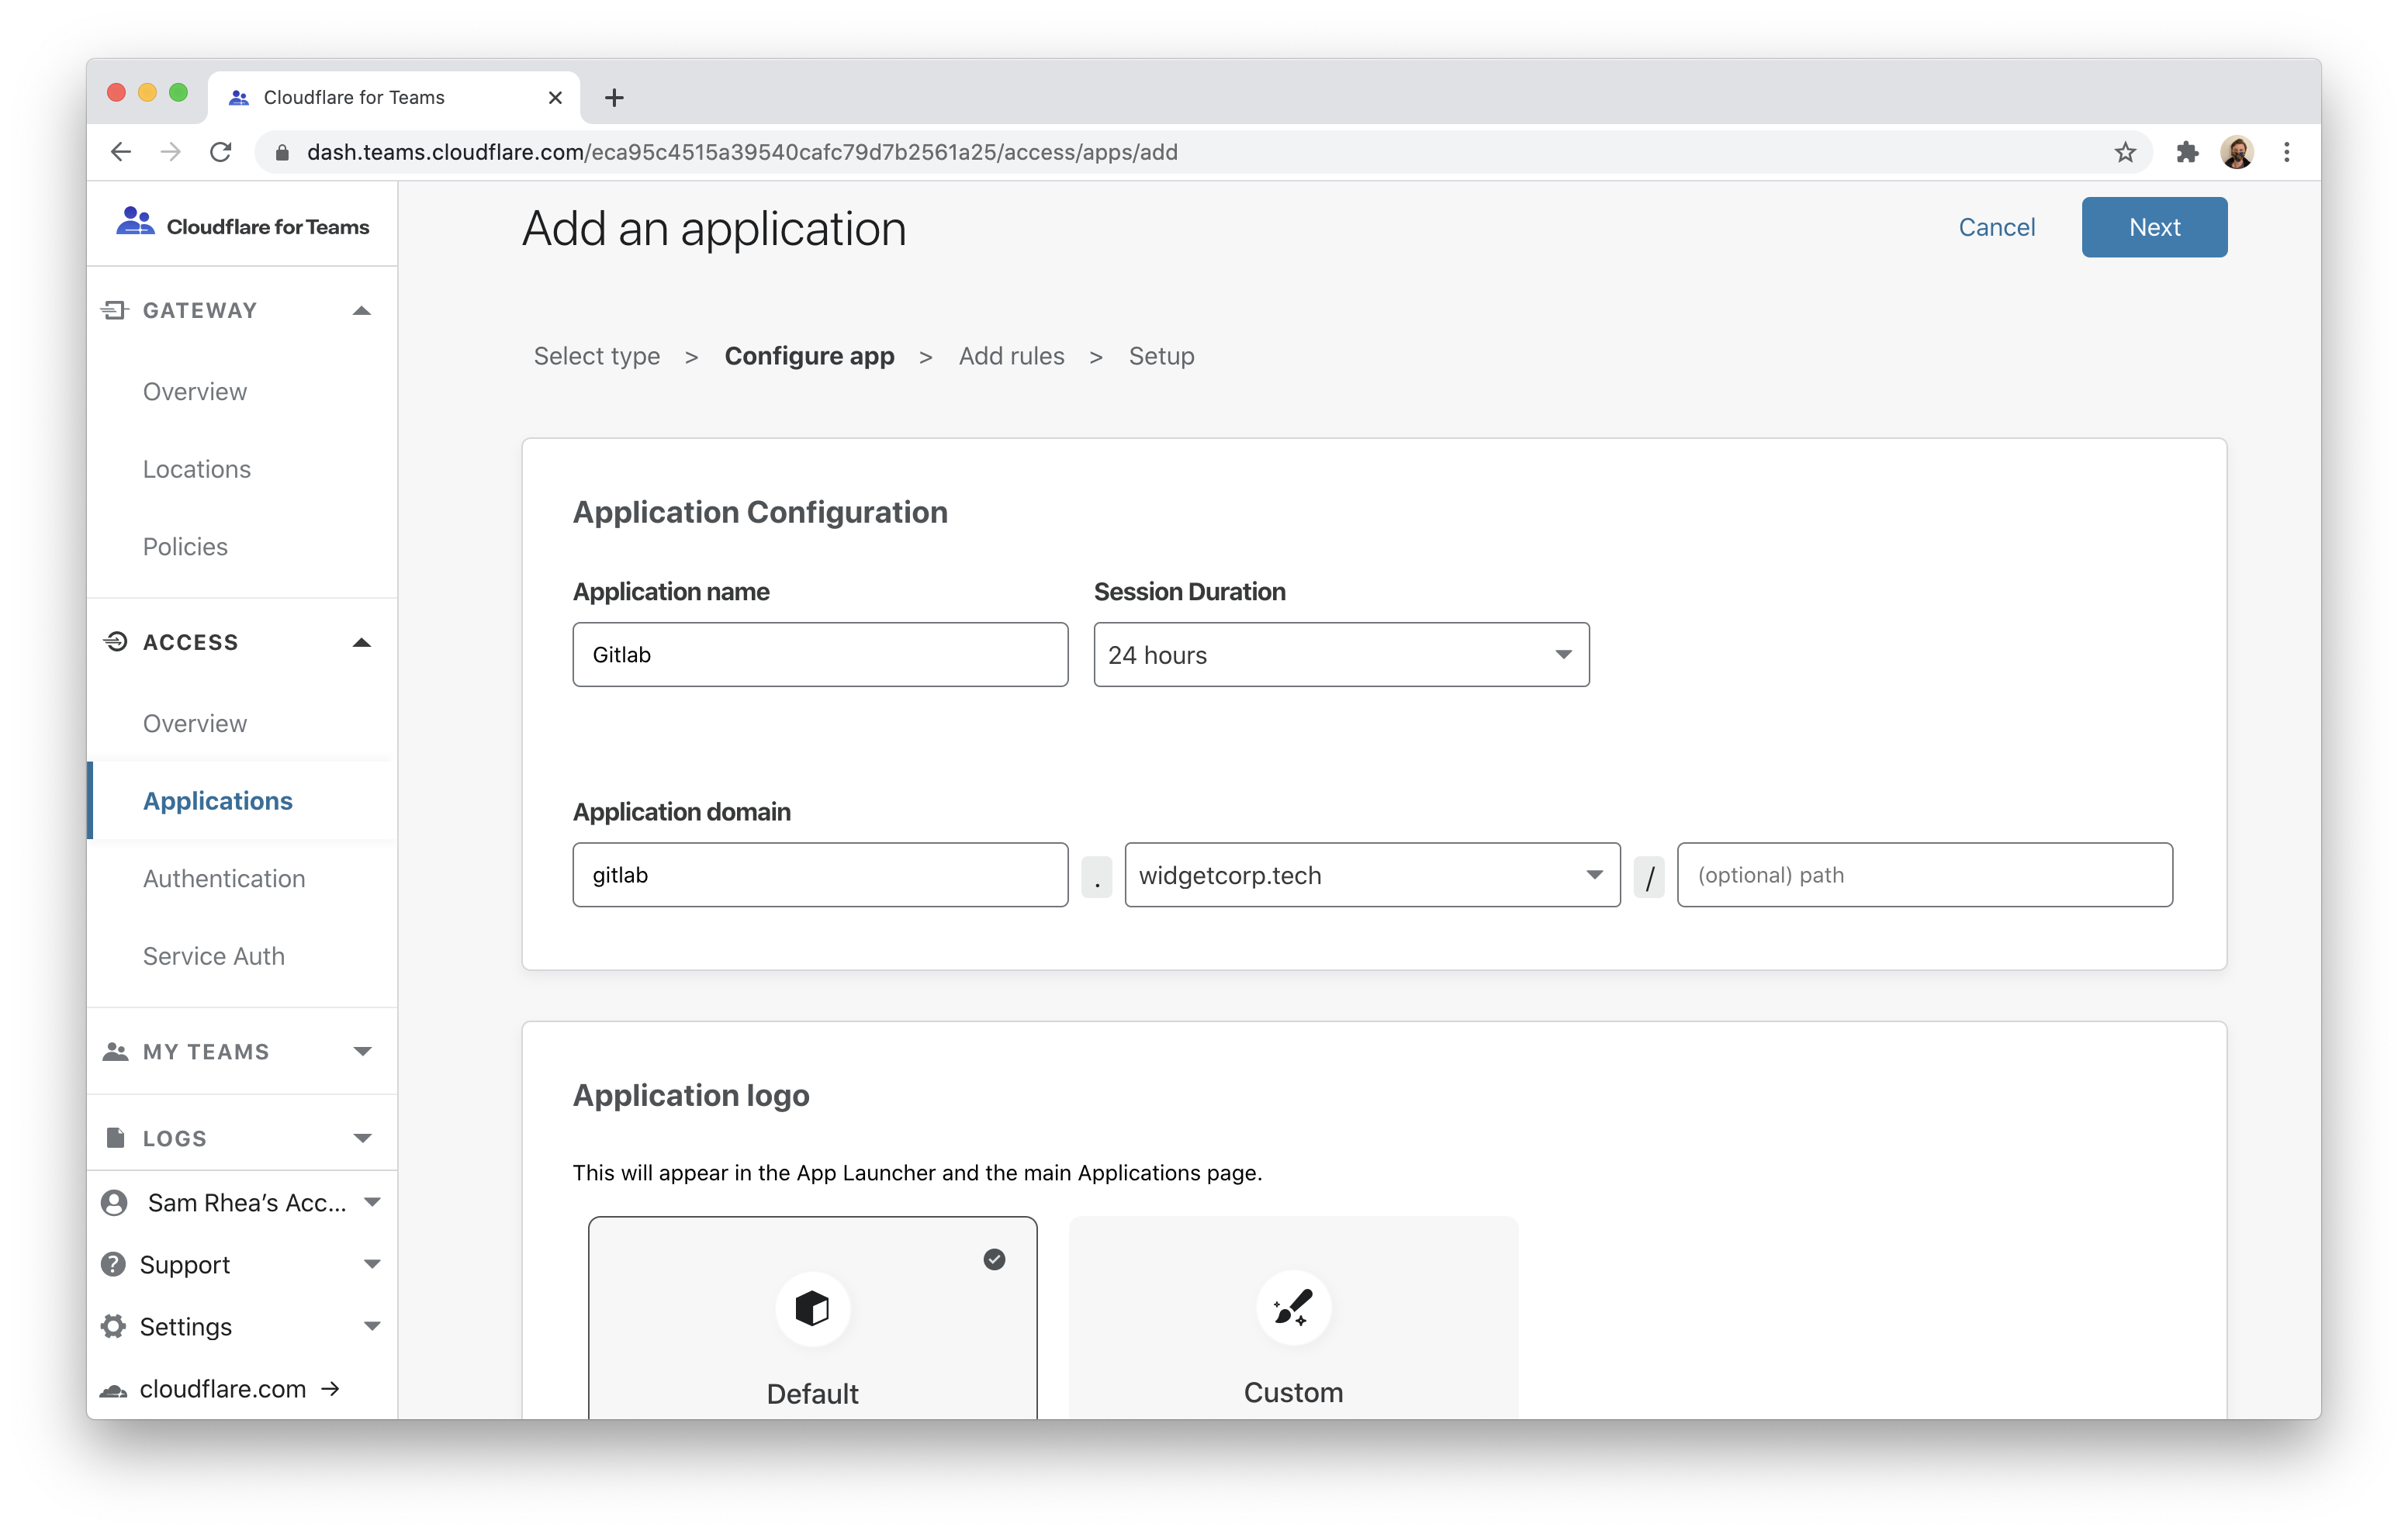 Cloudflare for Teams
dash.teams.cloudflare.com/eca95c4515a39540cafc79d7b2561a25/access/apps/add
Cloudflare for Teams
GATEWAY
Overview
Locations
Policies
ACCESS
Overview
Applications
Authentication
Service Auth
MY TEAMS
LOGS
Sam Rhea’s Acc...
Support
Settings
cloudflare.com →
Add an application
Cancel
Next
Select type > Configure app > Add rules > Setup
Application Configuration
Application name
Session Duration
Gitlab
24 hours
Application domain
gitlab . widgetcorp.tech / (optional) path
Application logo
This will appear in the App Launcher and the main Applications page.
Default
Custom